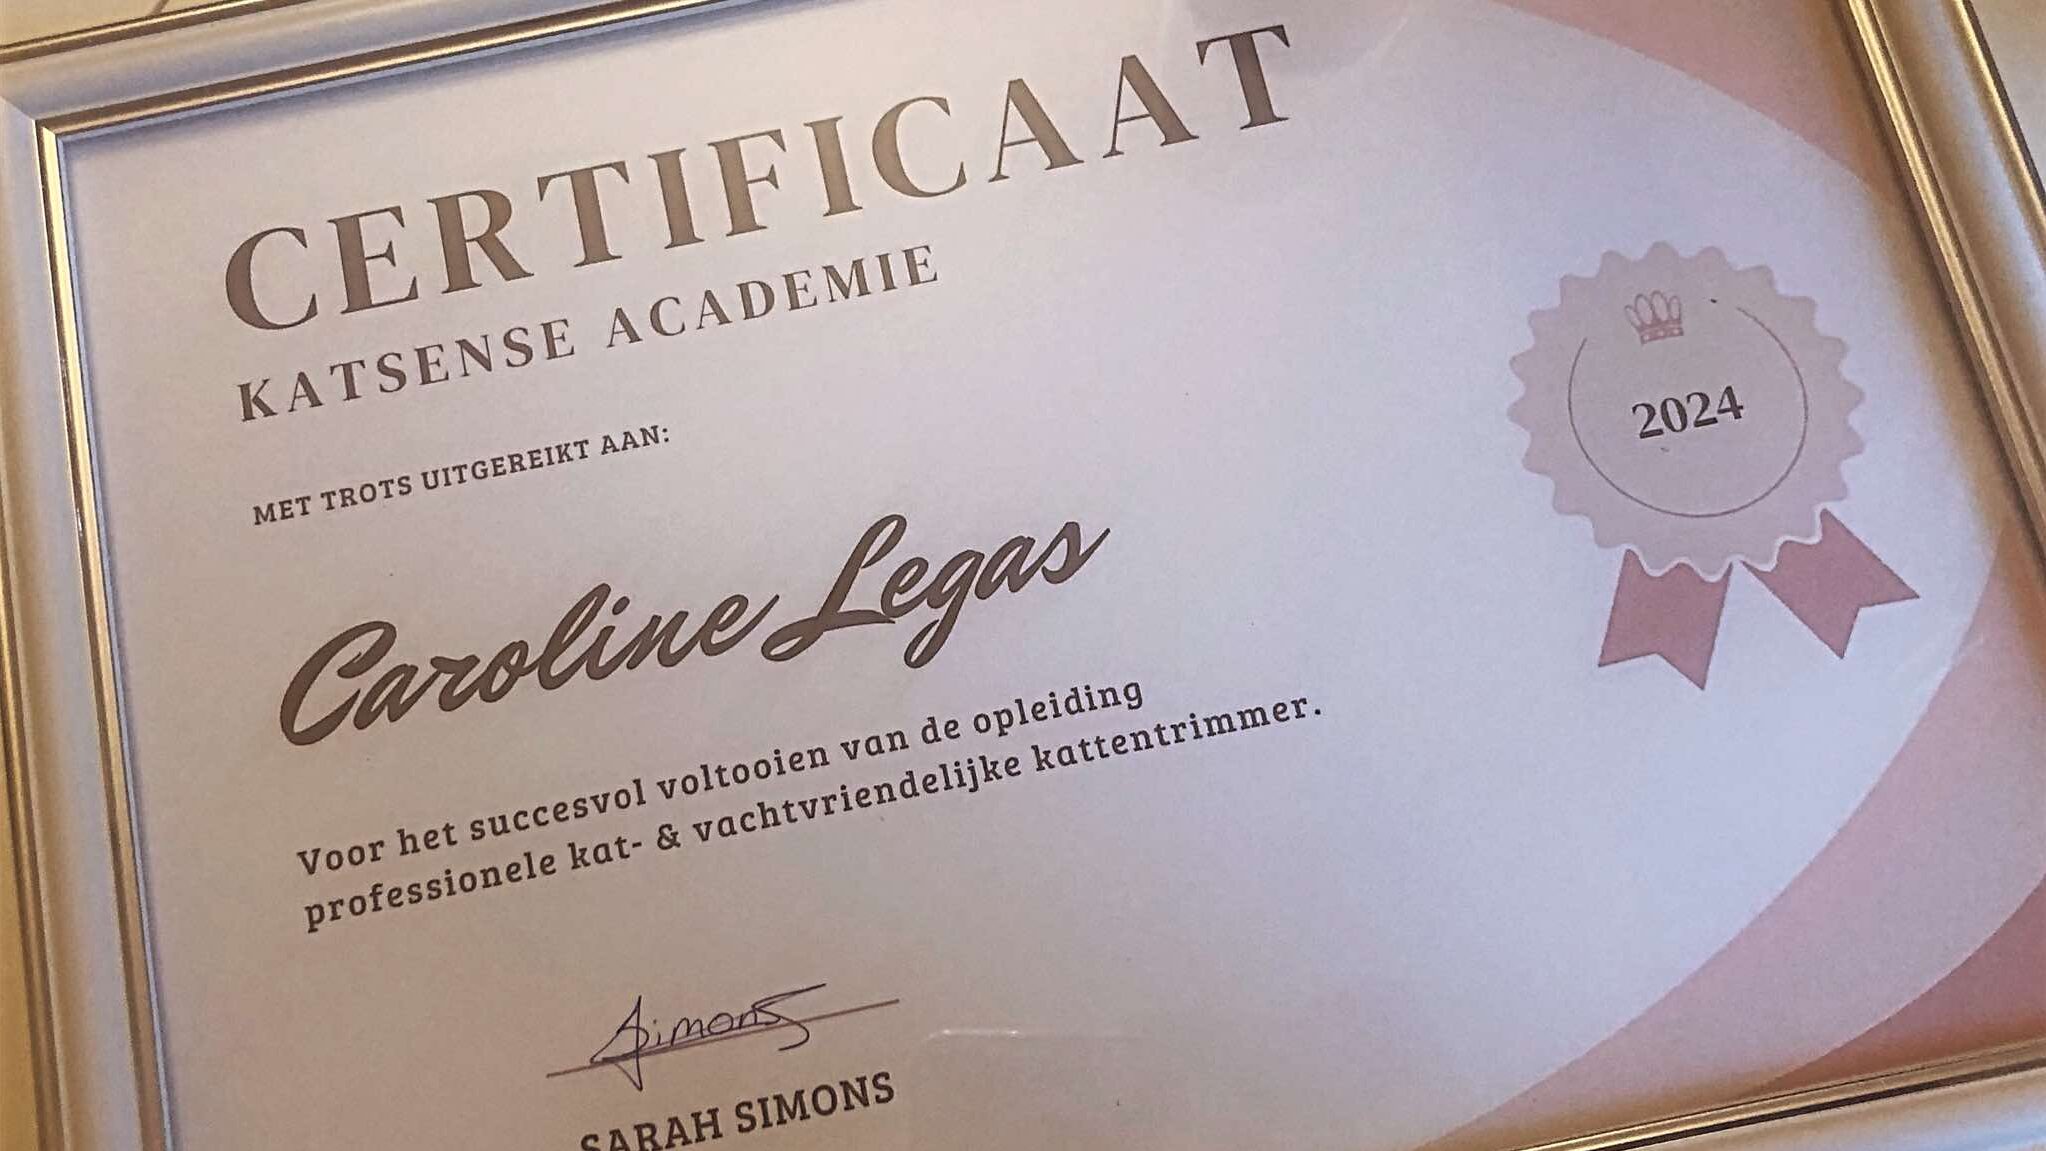 CERTIFICAAT
KATSENSE ACADEMIE
MET TROTS UITGEREIKT AAN:
Caroline Legas
Voor het succesvol voltooien van de opleiding
professionele kat- & vachtvriendelijke kattentrimmer.
2024
Simons
SARAH SIMONS